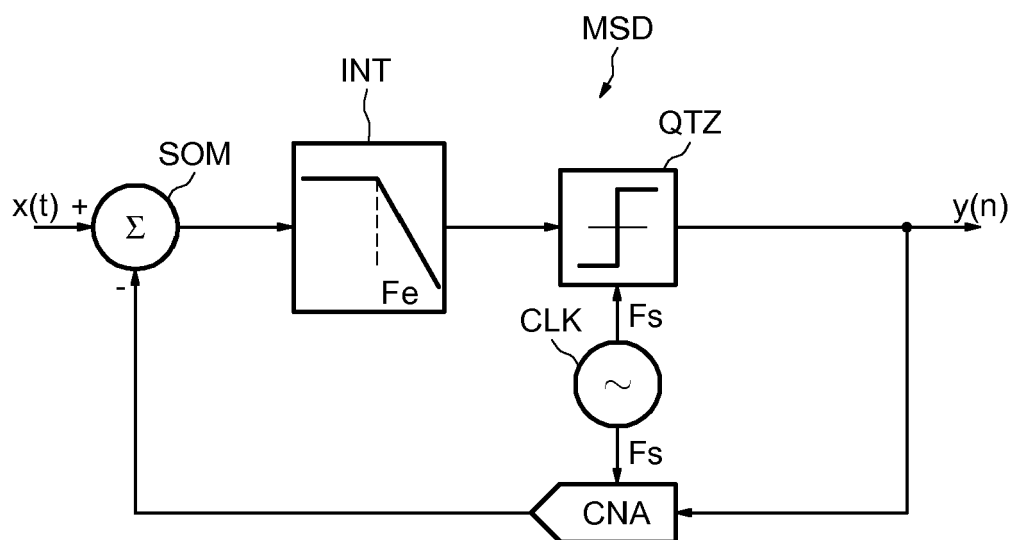 MSD
INT
QTZ
SOM
x(t) +
Σ
y(n)
-
Fe
CLK
Fs
~
Fs
CNA